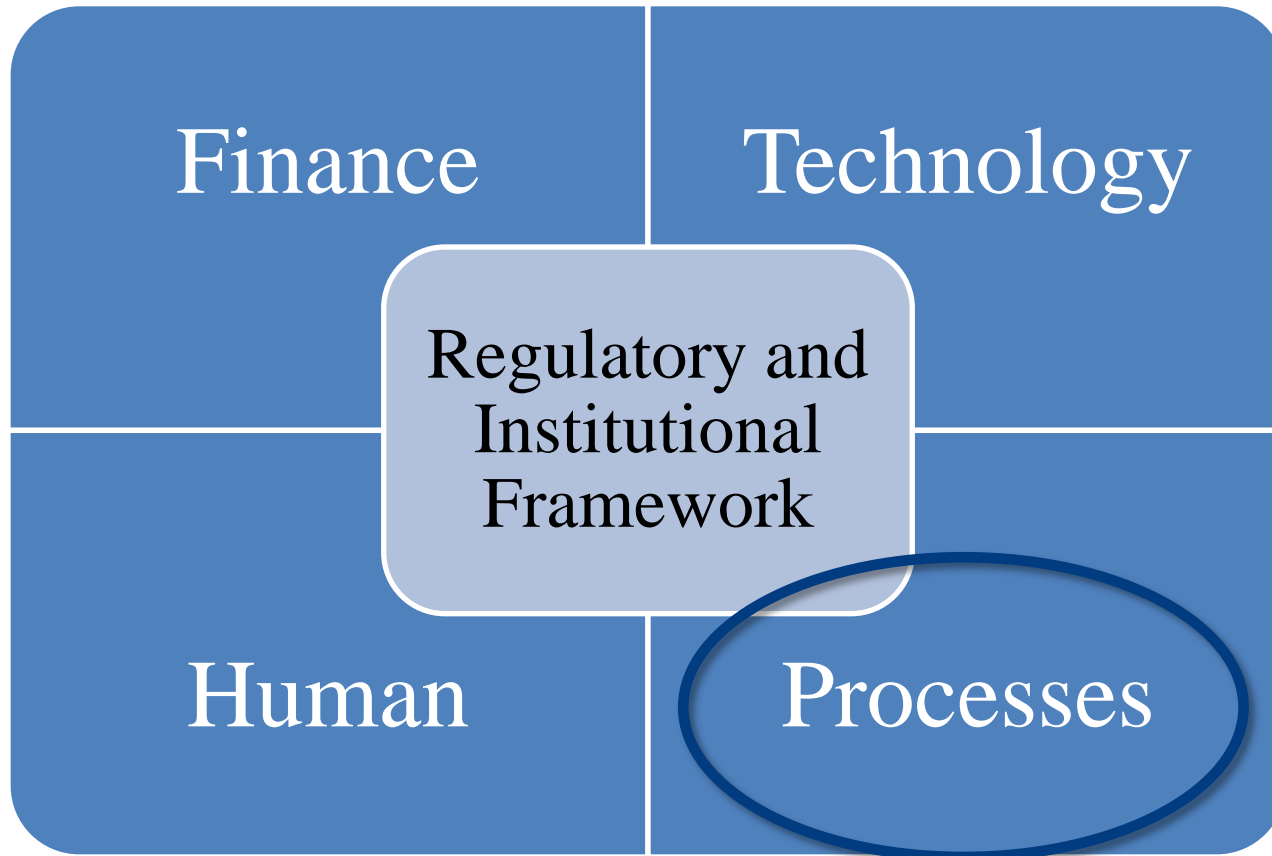 Finance
Technology
Regulatory and
Institutional
Framework
Human
Processes